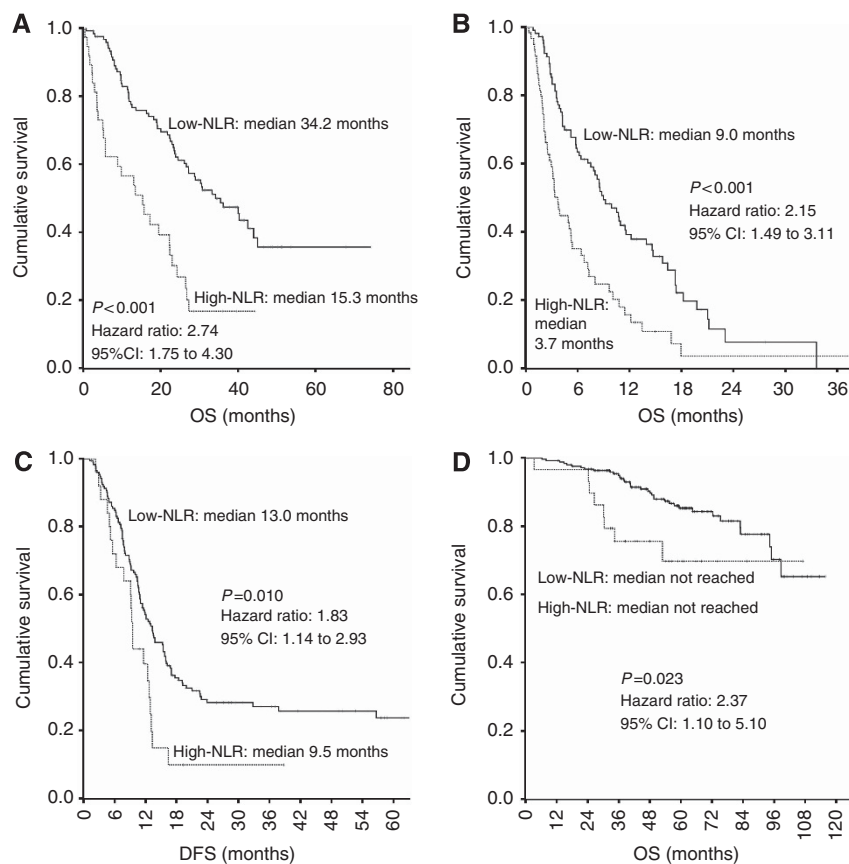 A
Cumulative survival
1.0
0.8
0.6
0.4
0.2
0.0
Low-NLR: median 34.2 months
High-NLR: median 15.3 months
P<0.001
Hazard ratio: 2.74
95%CI: 1.75 to 4.30
0 20 40 60 80
OS (months)
B
Cumulative survival
1.0
0.8
0.6
0.4
0.2
0.0
Low-NLR: median 9.0 months
P<0.001
Hazard ratio: 2.15
95% CI: 1.49 to 3.11
High-NLR:
median
3.7 months
0 6 12 18 24 30 36
OS (months)
C
Cumulative survival
1.0
0.8
0.6
0.4
0.2
0.0
Low-NLR: median 13.0 months
P=0.010
Hazard ratio: 1.83
95% CI: 1.14 to 2.93
High-NLR: median 9.5 months
0 6 12 18 24 30 36 42 48 54 60
DFS (months)
D
Cumulative survival
1.0
0.8
0.6
0.4
0.2
0.0
Low-NLR: median not reached
High-NLR: median not reached
P=0.023
Hazard ratio: 2.37
95% CI: 1.10 to 5.10
0 12 24 36 48 60 72 84 96 108 120
OS (months)